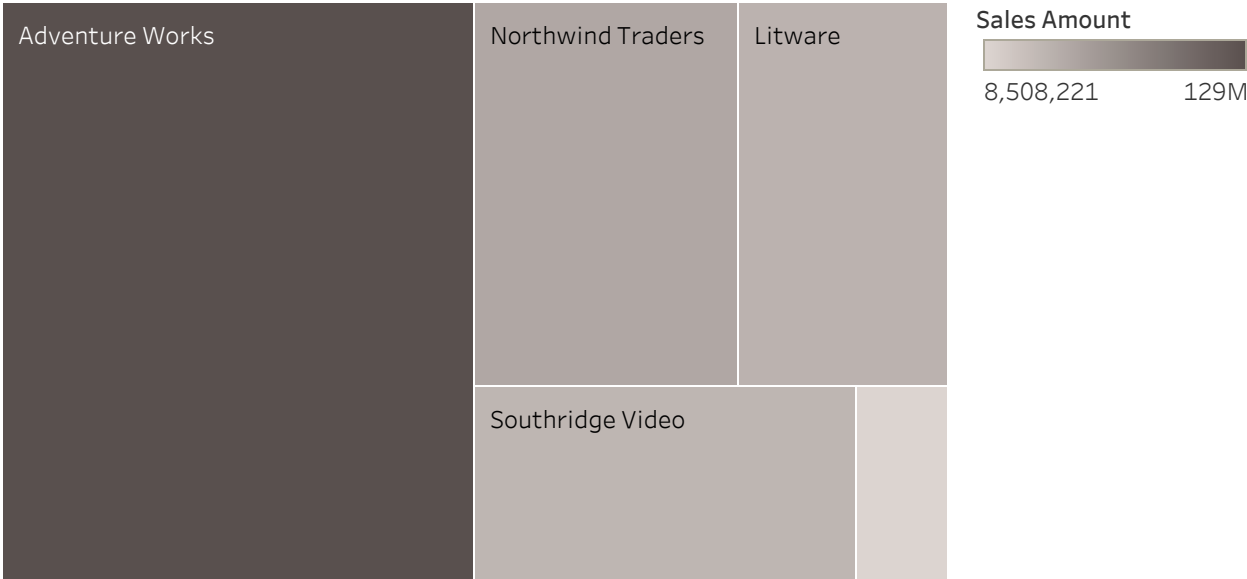 Adventure Works
Northwind Traders
Litware
Southridge Video
Sales Amount
8,508,221 129M